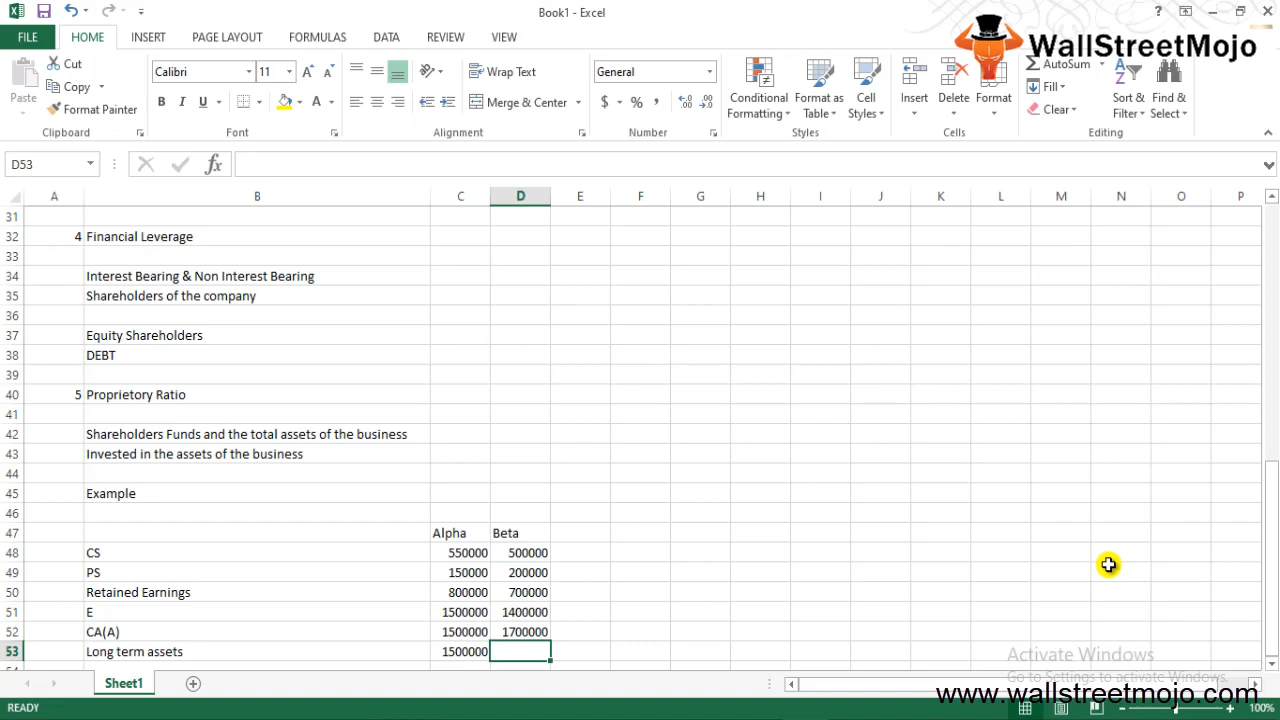 Book1 - Excel
?
WallStreetMojo
FILE HOME INSERT PAGE LAYOUT FORMULAS DATA REVIEW VIEW
Paste Cut
Copy
Format Painter
Clipboard
Calibri 11 A A
B I U A
Font
Wrap Text
Merge & Center
Alignment
General
$ % ,
Number
Conditional Formatting
Format as Table
Cell Styles
Styles
Insert Delete Format
Cells
AutoSum
Fill
Clear
Sort & Filter
Find & Select
Editing
D53 fx
A B C D E F G H I J K L M N O P
31
32 4 Financial Leverage
33
34 Interest Bearing & Non Interest Bearing
35 Shareholders of the company
36
37 Equity Shareholders
38 DEBT
39
40 5 Proprietory Ratio
41
42 Shareholders Funds and the total assets of the business
43 Invested in the assets of the business
44
45 Example
46
47 Alpha Beta
48 CS 550000 500000
49 PS 150000 200000
50 Retained Earnings 800000 700000
51 E 1500000 1400000
52 CA(A) 1500000 1700000
53 Long term assets 1500000
Activate Windows
Go to Settings to activate Windows.
Sheet1
www.wallstreetmojo.com
READY 100%